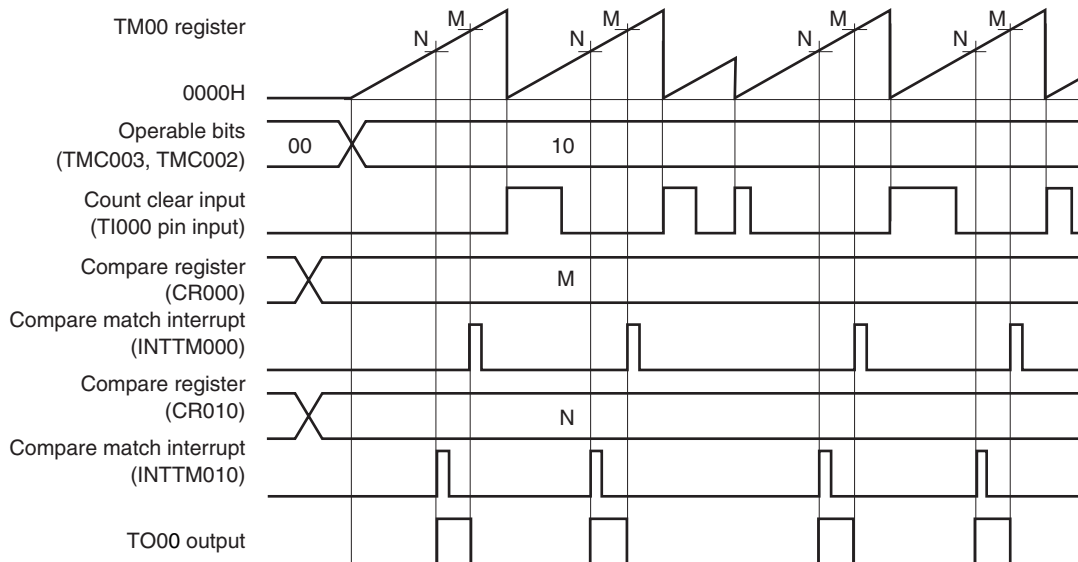 TM00 register
M
N
M
N
M
N
M
N
0000H
Operable bits
(TMC003, TMC002)
00
10
Count clear input
(TI000 pin input)
Compare register
(CR000)
M
Compare match interrupt
(INTTM000)
Compare register
(CR010)
N
Compare match interrupt
(INTTM010)
TO00 output